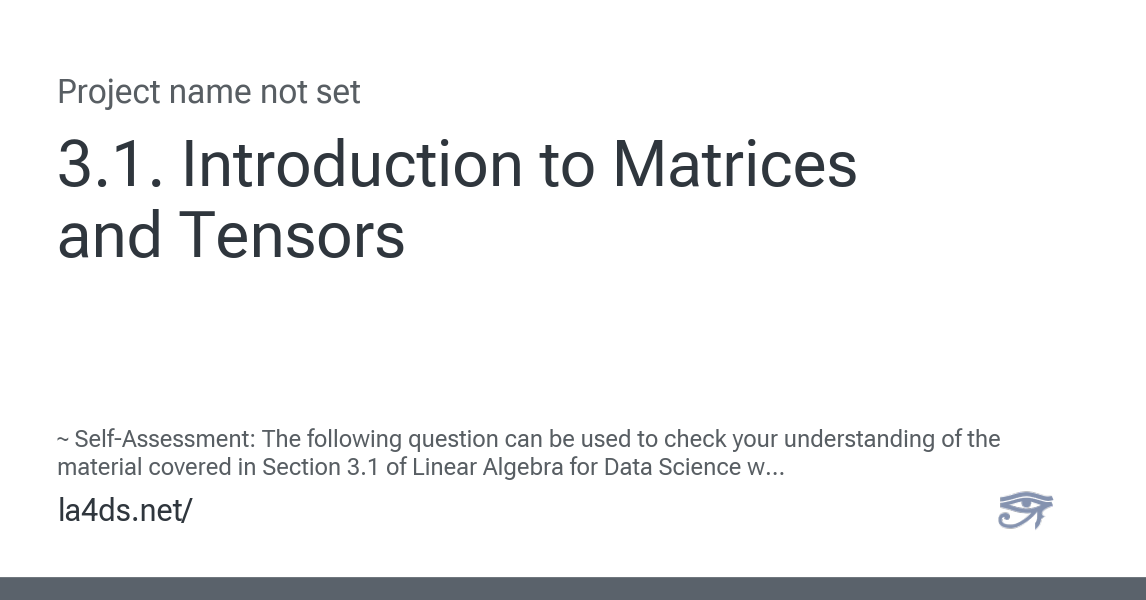 Project name not set
3.1. Introduction to Matrices
and Tensors
~ Self-Assessment: The following question can be used to check your understanding of the
material covered in Section 3.1 of Linear Algebra for Data Science w...
la4ds.net/